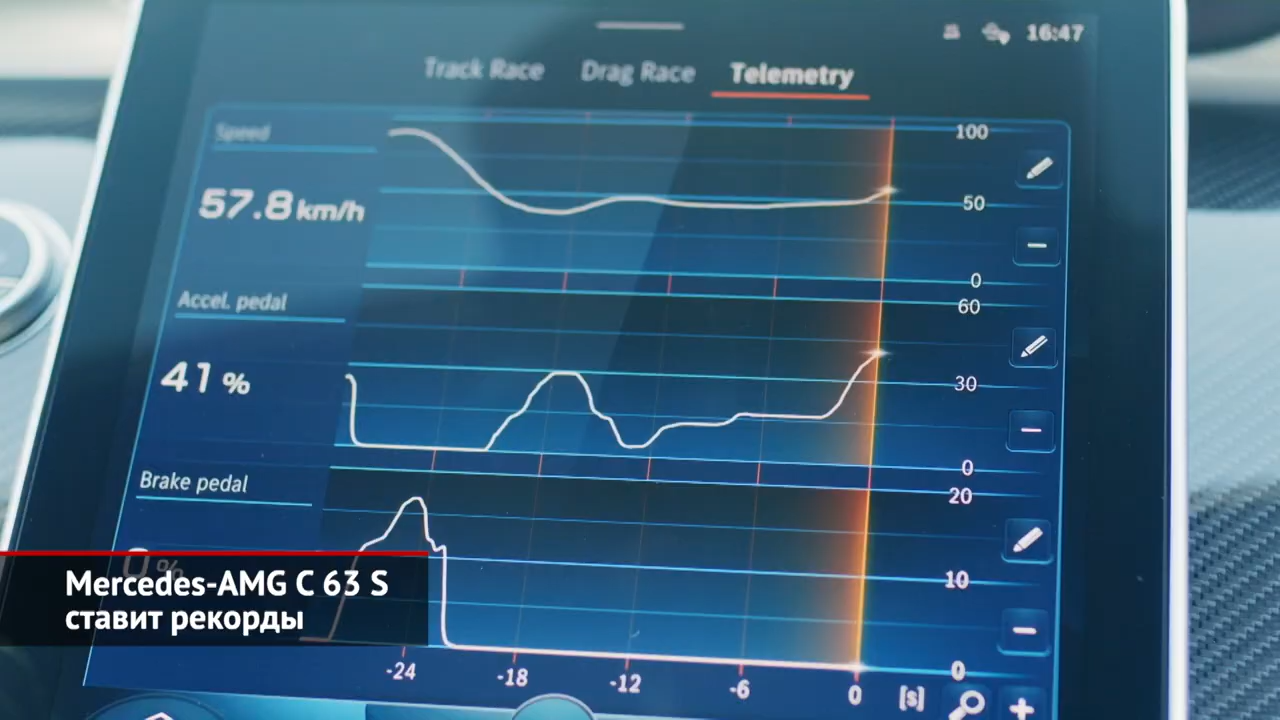 16:47
Track Race Drag Race Telemetry
Speed
57.8 km/h
100
50
0
Accel. pedal
41 %
60
30
0
Brake pedal
0 %
20
10
0
-24 -18 -12 -6 0 [s]
Mercedes-AMG C 63 S
ставит рекорды